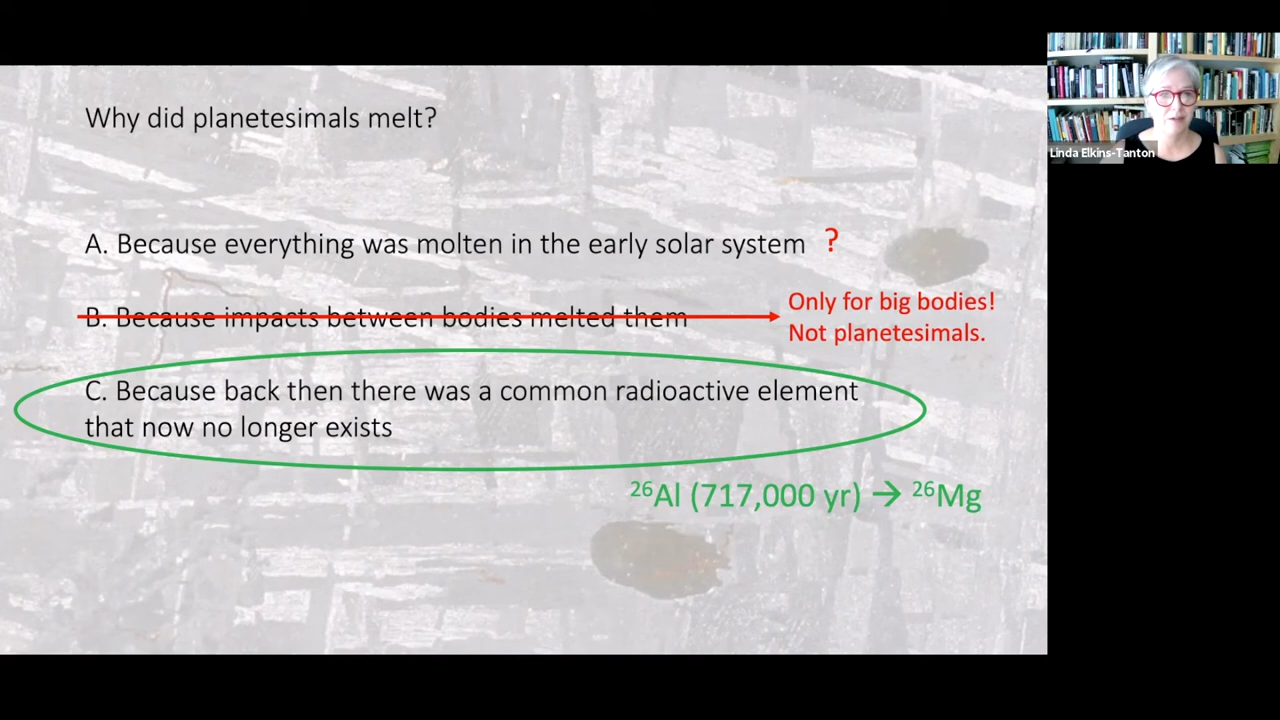 Why did planetesimals melt?
A. Because everything was molten in the early solar system ?
B. Because impacts between bodies melted them
Only for big bodies!
Not planetesimals.
C. Because back then there was a common radioactive element
that now no longer exists
²⁶Al (717,000 yr) → ²⁶Mg
Linda Elkins-Tanton